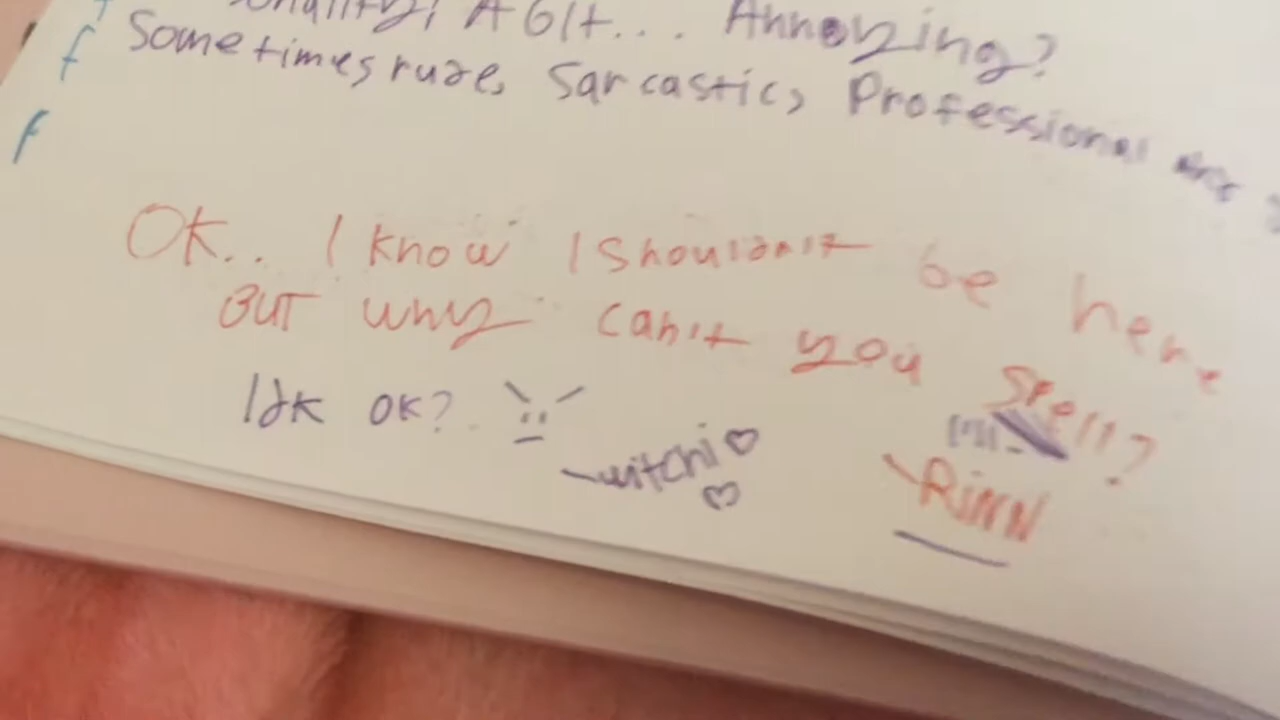 A Bit... Annoying?
f Sometimes rude, Sarcastic, Professional
f
OK.. I know I shouldn't be here
BUT why can't you spell?
Idk OK?
~witchi♡
♡
~Rinn